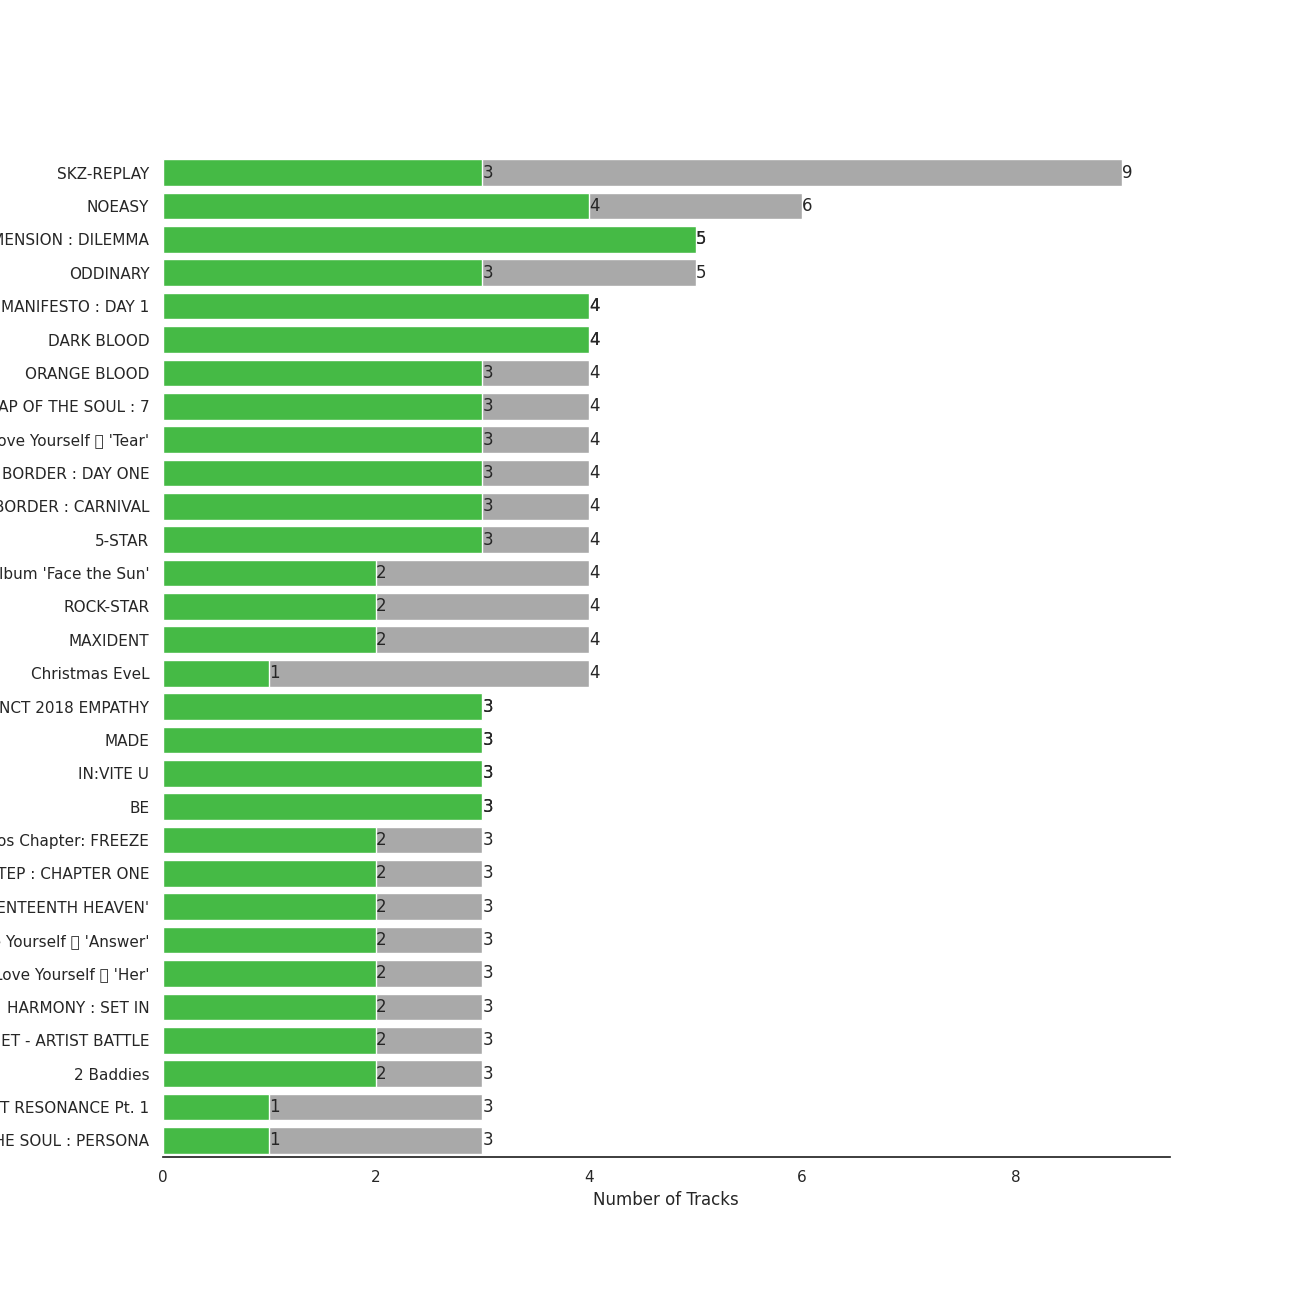 SKZ-REPLAY 3 9
NOEASY 4 6
MENSION : DILEMMA 5
ODDINARY 3 5
MANIFESTO : DAY 1 4
DARK BLOOD 4
ORANGE BLOOD 3 4
AP OF THE SOUL : 7 3 4
ove Yourself 'Tear' 3 4
BORDER : DAY ONE 3 4
BORDER : CARNIVAL 3 4
5-STAR 3 4
lbum 'Face the Sun' 2 4
ROCK-STAR 2 4
MAXIDENT 2 4
Christmas EveL 1 4
NCT 2018 EMPATHY 3
MADE 3
IN:VITE U 3
BE 3
os Chapter: FREEZE 2 3
TEP : CHAPTER ONE 2 3
ENTEENTH HEAVEN' 2 3
Yourself 'Answer' 2 3
Love Yourself 'Her' 2 3
HARMONY : SET IN 2 3
ET - ARTIST BATTLE 2 3
2 Baddies 2 3
T RESONANCE Pt. 1 1 3
HE SOUL : PERSONA 1 3
0 2 4 6 8
Number of Tracks